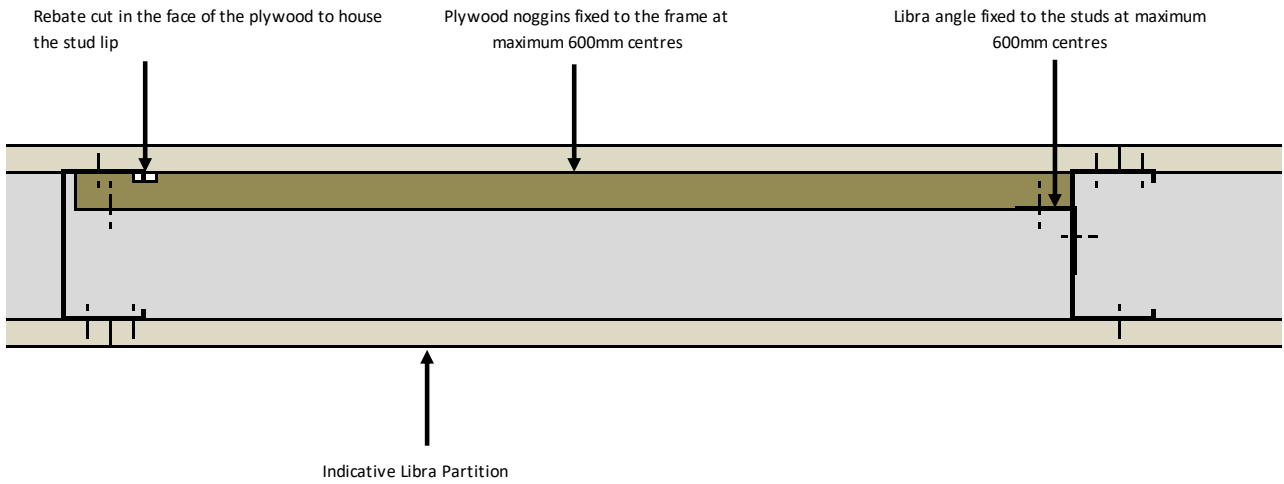 Rebate cut in the face of the plywood to house
the stud lip
Plywood noggins fixed to the frame at
maximum 600mm centres
Libra angle fixed to the studs at maximum
600mm centres
Indicative Libra Partition